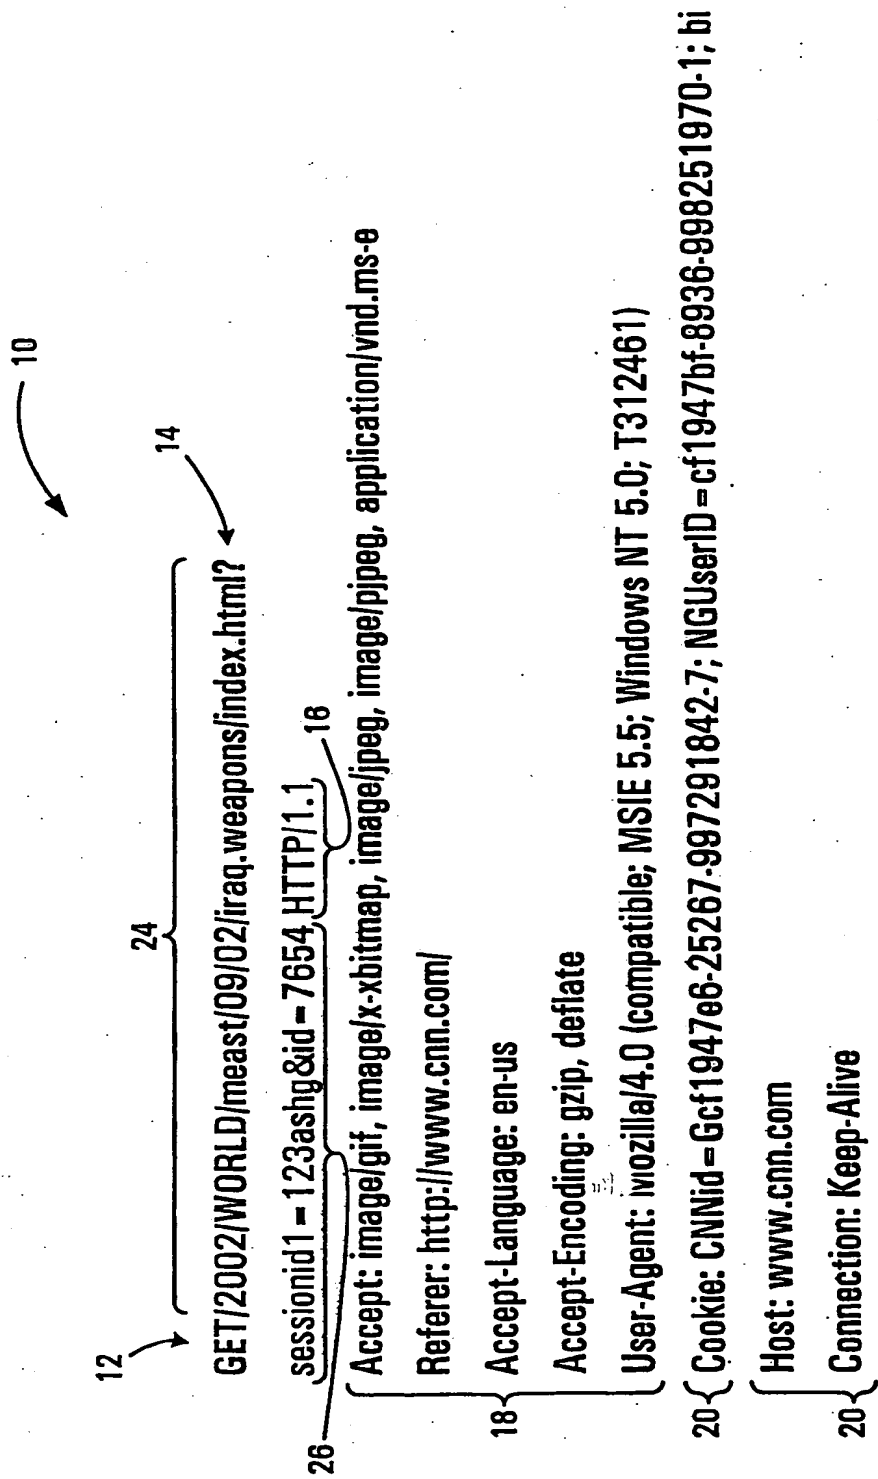 10
24
12
14
GET/2002/WORLD/meast/09/02/iraq.weapons/index.html?
sessionid1=123ashg&id=7654 HTTP/1.1
26
16
Accept: image/gif, image/x-xbitmap, image/jpeg, image/pjpeg, application/vnd.ms-e
Referer: http://www.cnn.com/
18
Accept-Language: en-us
Accept-Encoding: gzip, deflate
User-Agent: Mozilla/4.0 (compatible; MSIE 5.5; Windows NT 5.0; T312461)
20
Cookie: CNNid=Gcf1947e6-25267-997291842-7; NGUserID=cf1947bf-8936-998251970-1; bi
Host: www.cnn.com
20
Connection: Keep-Alive